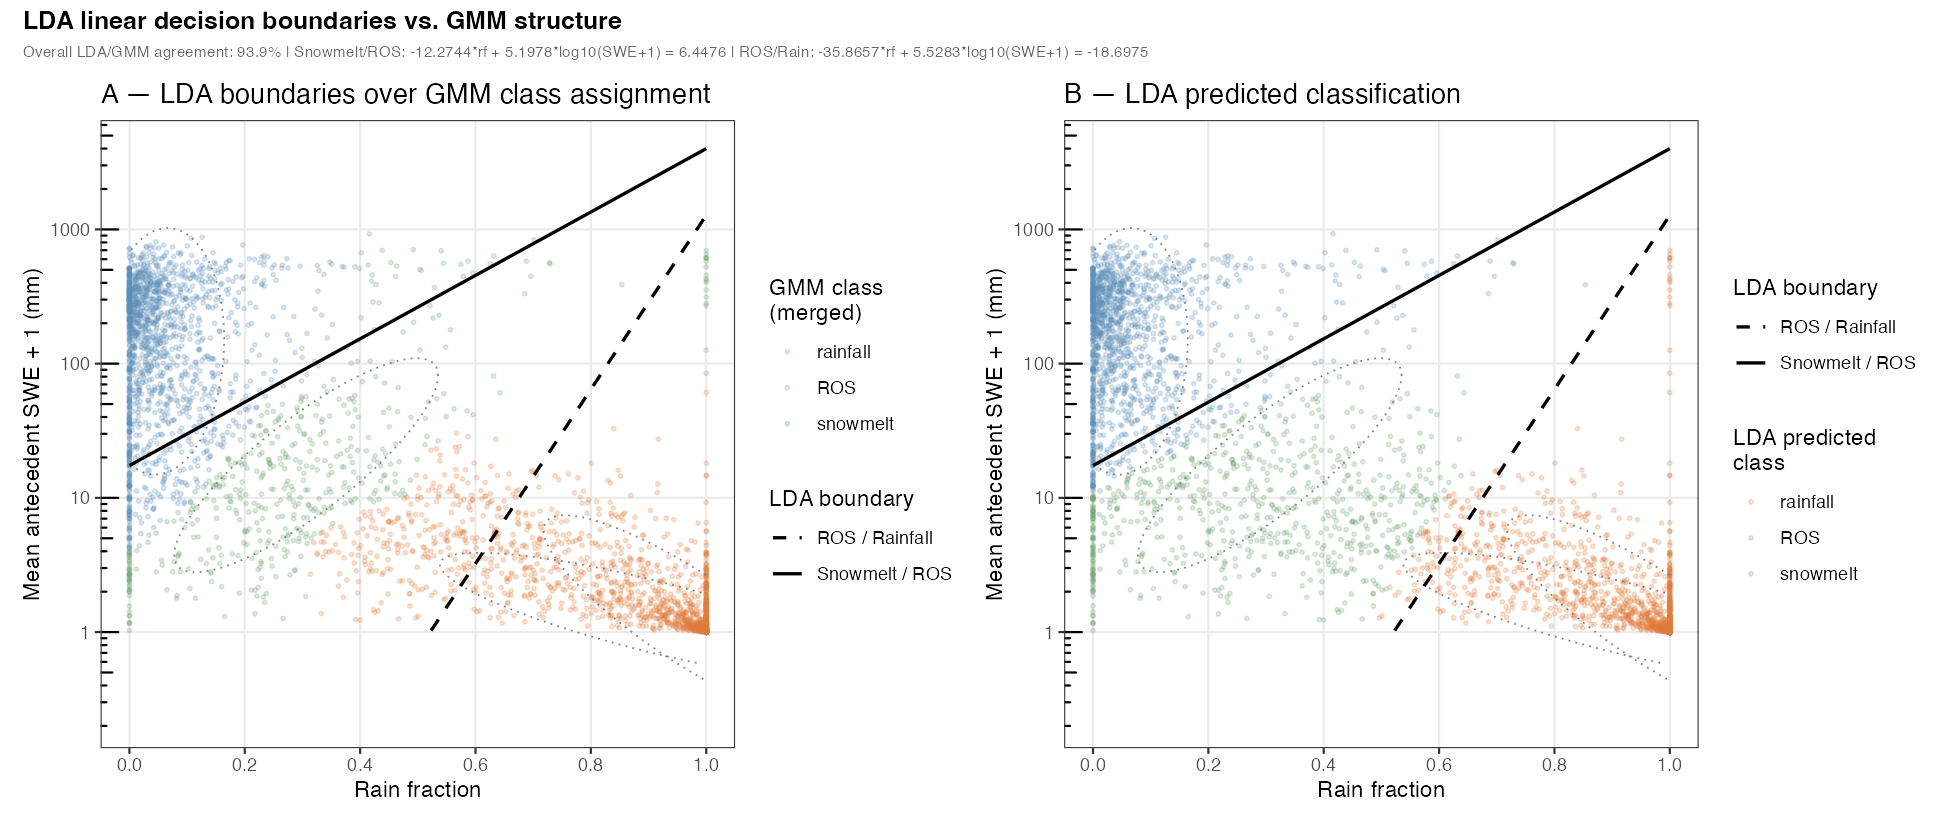 LDA linear decision boundaries vs. GMM structure
Overall LDA/GMM agreement: 93.9% | Snowmelt/ROS: -12.2744*rf + 5.1978*log10(SWE+1) = 6.4476 | ROS/Rain: -35.8657*rf + 5.5283*log10(SWE+1) = -18.6975
A — LDA boundaries over GMM class assignment
Mean antecedent SWE + 1 (mm)
1000
100
10
1
0.0 0.2 0.4 0.6 0.8 1.0
Rain fraction
GMM class
(merged)
rainfall
ROS
snowmelt
LDA boundary
ROS / Rainfall
Snowmelt / ROS
B — LDA predicted classification
Mean antecedent SWE + 1 (mm)
1000
100
10
1
0.0 0.2 0.4 0.6 0.8 1.0
Rain fraction
LDA boundary
ROS / Rainfall
Snowmelt / ROS
LDA predicted
class
rainfall
ROS
snowmelt